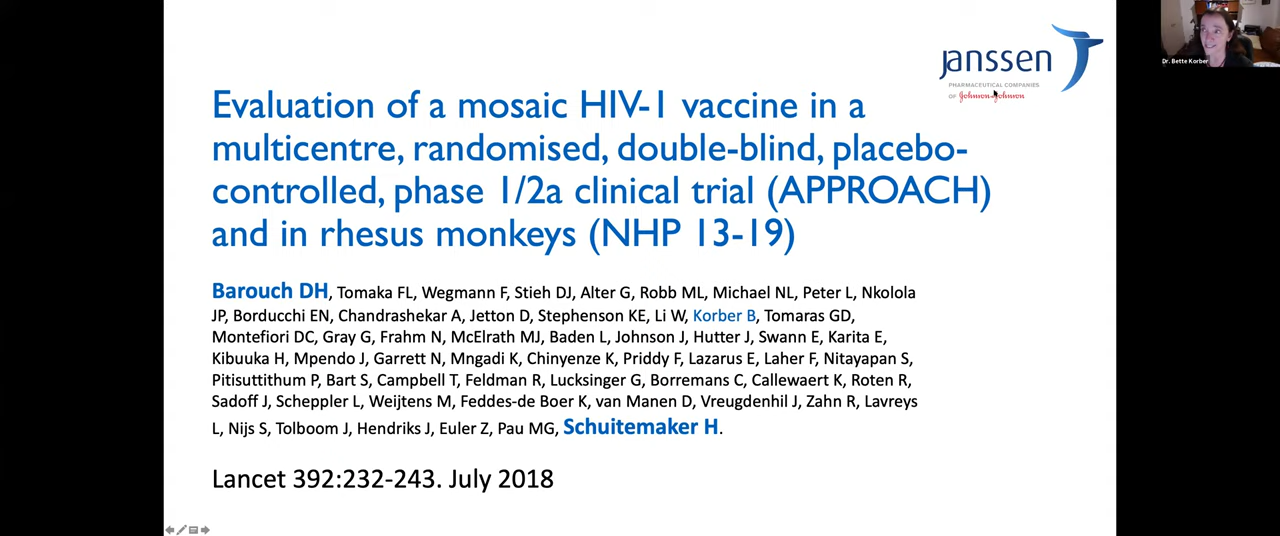 janssen
PHARMACEUTICAL COMPANIES
OF Johnson & Johnson
Dr. Bette Korber
Evaluation of a mosaic HIV-1 vaccine in a
multicentre, randomised, double-blind, placebo-
controlled, phase 1/2a clinical trial (APPROACH)
and in rhesus monkeys (NHP 13-19)
Barouch DH, Tomaka FL, Wegmann F, Stieh DJ, Alter G, Robb ML, Michael NL, Peter L, Nkolola
JP, Borducchi EN, Chandrashekar A, Jetton D, Stephenson KE, Li W, Korber B, Tomaras GD,
Montefiori DC, Gray G, Frahm N, McElrath MJ, Baden L, Johnson J, Hutter J, Swann E, Karita E,
Kibuuka H, Mpendo J, Garrett N, Mngadi K, Chinyenze K, Priddy F, Lazarus E, Laher F, Nitayapan S,
Pitisuttithum P, Bart S, Campbell T, Feldman R, Lucksinger G, Borremans C, Callewaert K, Roten R,
Sadoff J, Scheppler L, Weijtens M, Feddes-de Boer K, van Manen D, Vreugdenhil J, Zahn R, Lavreys
L, Nijs S, Tolboom J, Hendriks J, Euler Z, Pau MG, Schuitemaker H.
Lancet 392:232-243. July 2018